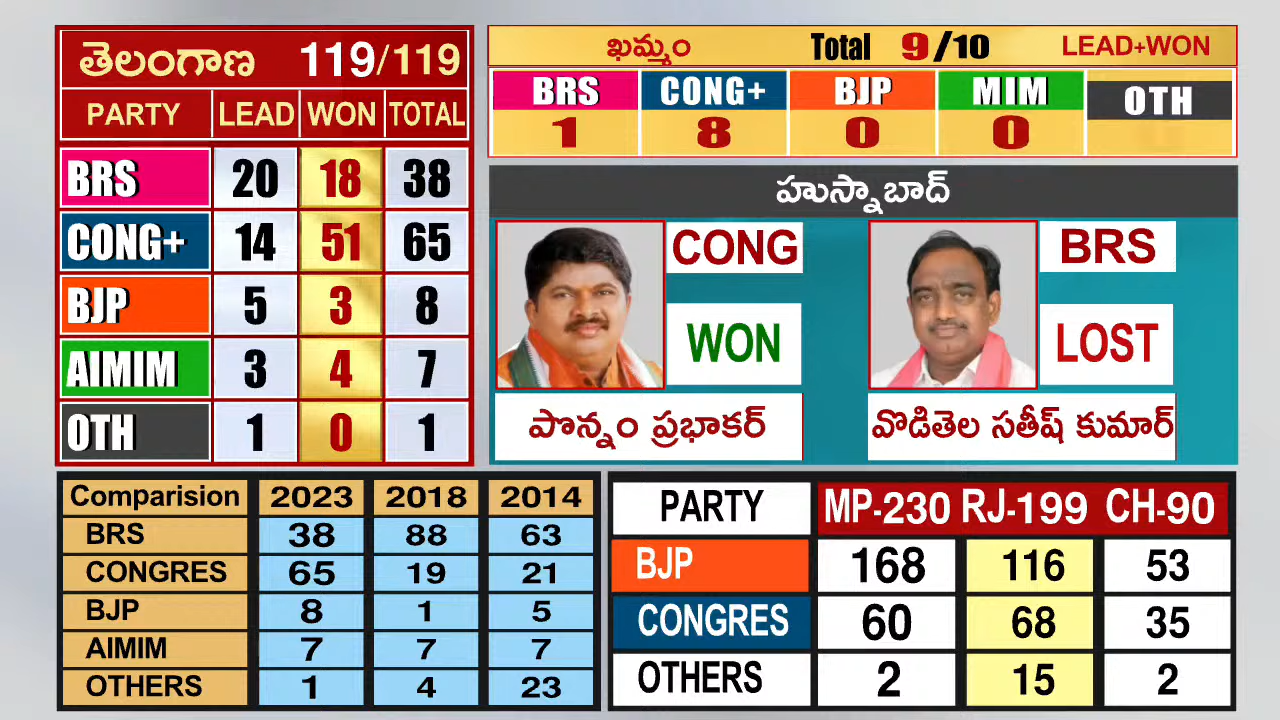 తెలంగాణ 119/119
PARTY LEAD WON TOTAL
BRS 20 18 38
CONG+ 14 51 65
BJP 5 3 8
AIMIM 3 4 7
OTH 1 0 1
ఖమ్మం Total 9/10 LEAD+WON
BRS CONG+ BJP MIM OTH
1 8 0 0
హుస్నాబాద్
CONG BRS
WON LOST
పొన్నం ప్రభాకర్ వొడితెల సతీష్ కుమార్
Comparision 2023 2018 2014
BRS 38 88 63
CONGRES 65 19 21
BJP 8 1 5
AIMIM 7 7 7
OTHERS 1 4 23
PARTY MP-230 RJ-199 CH-90
BJP 168 116 53
CONGRES 60 68 35
OTHERS 2 15 2